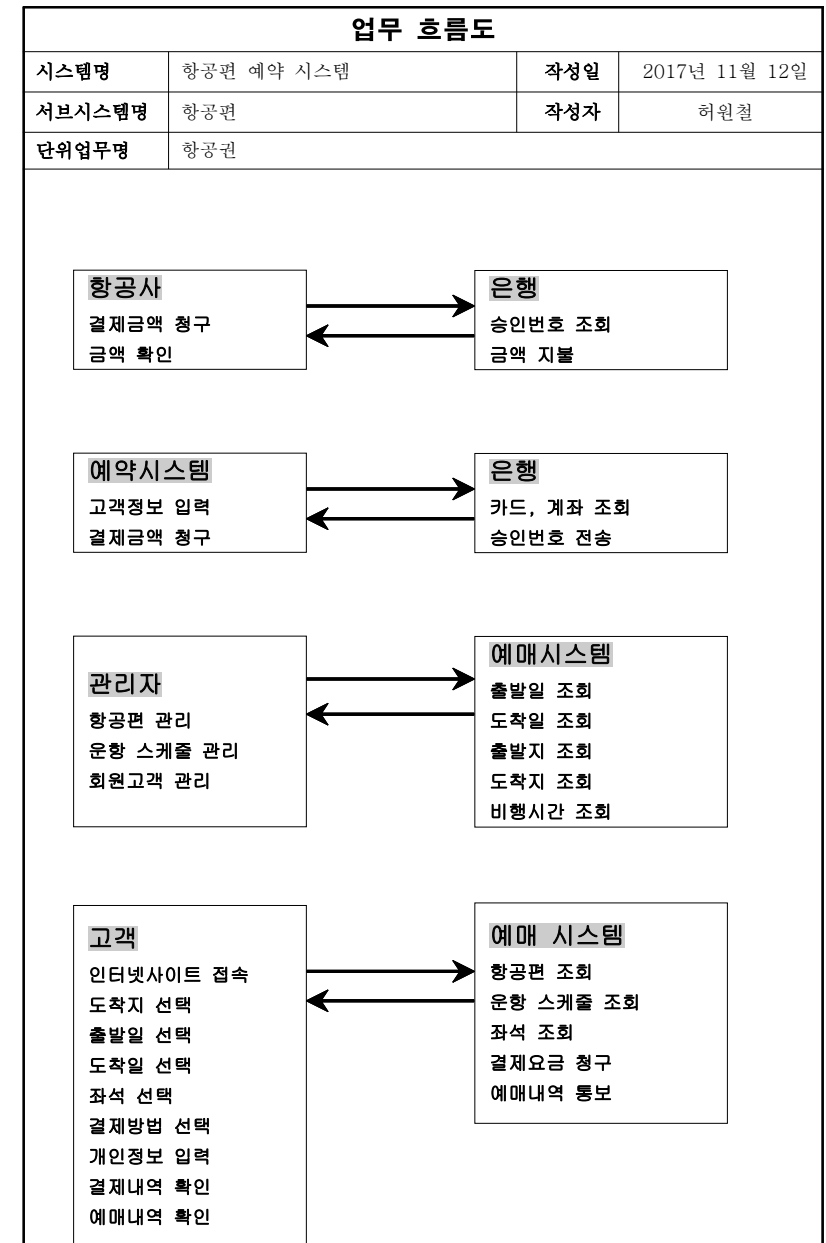 업무 흐름도
시스템명 항공편 예약 시스템 작성일 2017년 11월 12일
서브시스템명 항공편 작성자 허원철
단위업무명 항공권
항공사
결제금액 청구
금액 확인
은행
승인번호 조회
금액 지불
예약시스템
고객정보 입력
결제금액 청구
은행
카드, 계좌 조회
승인번호 전송
관리자
항공편 관리
운항 스케줄 관리
회원고객 관리
예매시스템
출발일 조회
도착일 조회
출발지 조회
도착지 조회
비행시간 조회
고객
인터넷사이트 접속
도착지 선택
출발일 선택
도착일 선택
좌석 선택
결제방법 선택
개인정보 입력
결제내역 확인
예매내역 확인
예매 시스템
항공편 조회
운항 스케줄 조회
좌석 조회
결제요금 청구
예매내역 통보